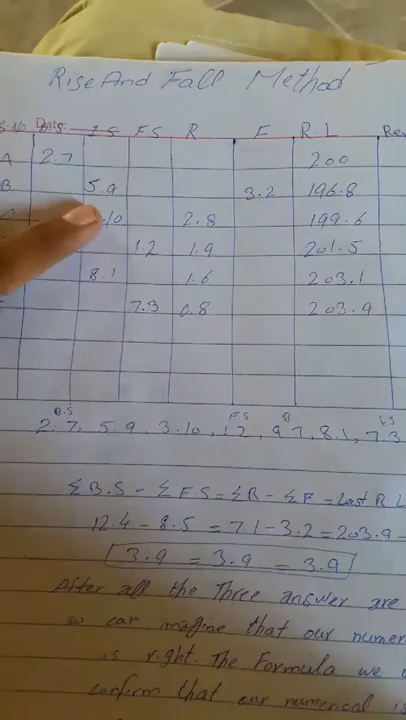 Rise And Fall Method
S.No Date: I.S F.S R F R.L Re
A 2.7 200
B 5.9 3.2 196.8
.10 2.8 199.6
1.2 1.9 201.5
8.1 1.6 203.1
7.3 0.8 203.9
B.S F.S B
2.7, 5.9, 3.10, 1.2, 9.7, 8.1, 7.3
ΣB.S - ΣF.S = ΣR - ΣF = Last R.L
12.4 - 8.5 = 7.1 - 3.2 = 203.9 -
3.9 = 3.9 = 3.9
After all the Three answer are
so can imagine that our numer
is right. The Formula we
confirm that our numerical is